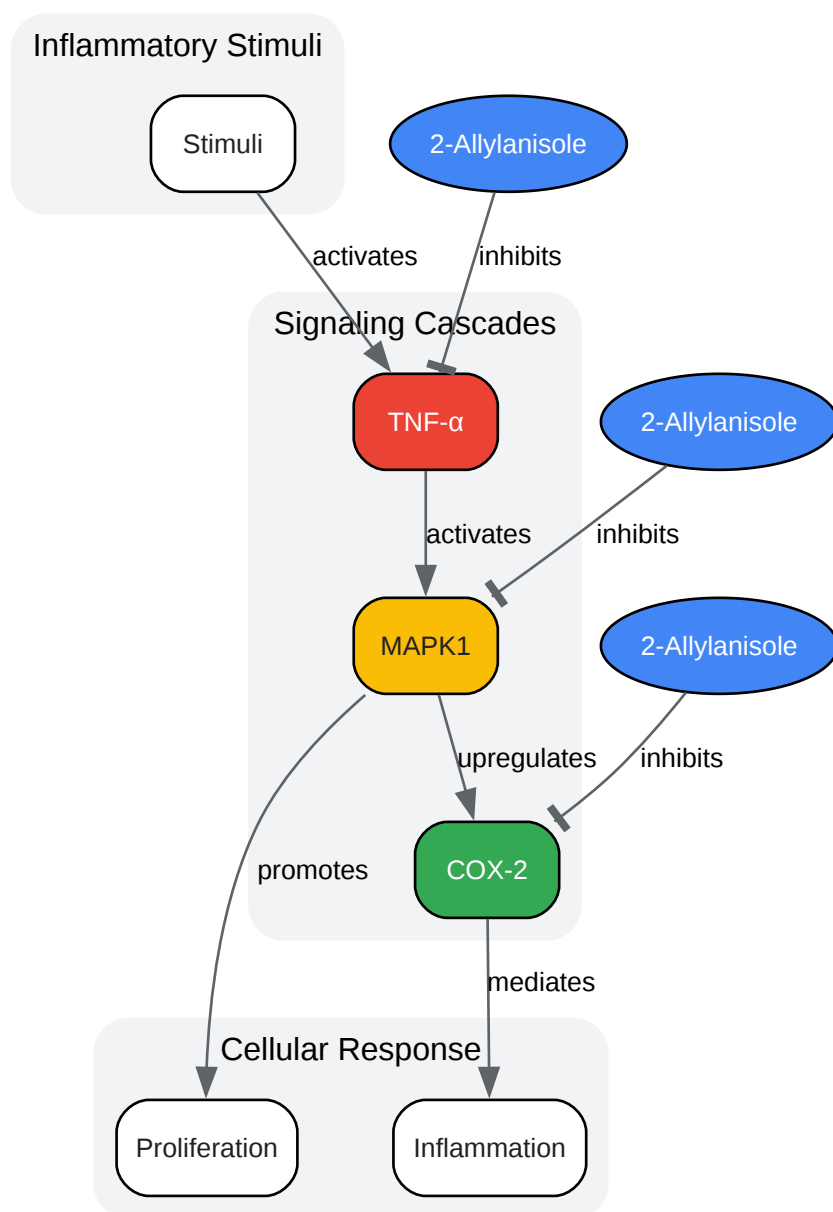 Inflammatory Stimuli
Stimuli
2-Allylanisole
activates
inhibits
Signaling Cascades
TNF-α
2-Allylanisole
activates
inhibits
MAPK1
2-Allylanisole
upregulates
inhibits
promotes
COX-2
mediates
Cellular Response
Proliferation
Inflammation